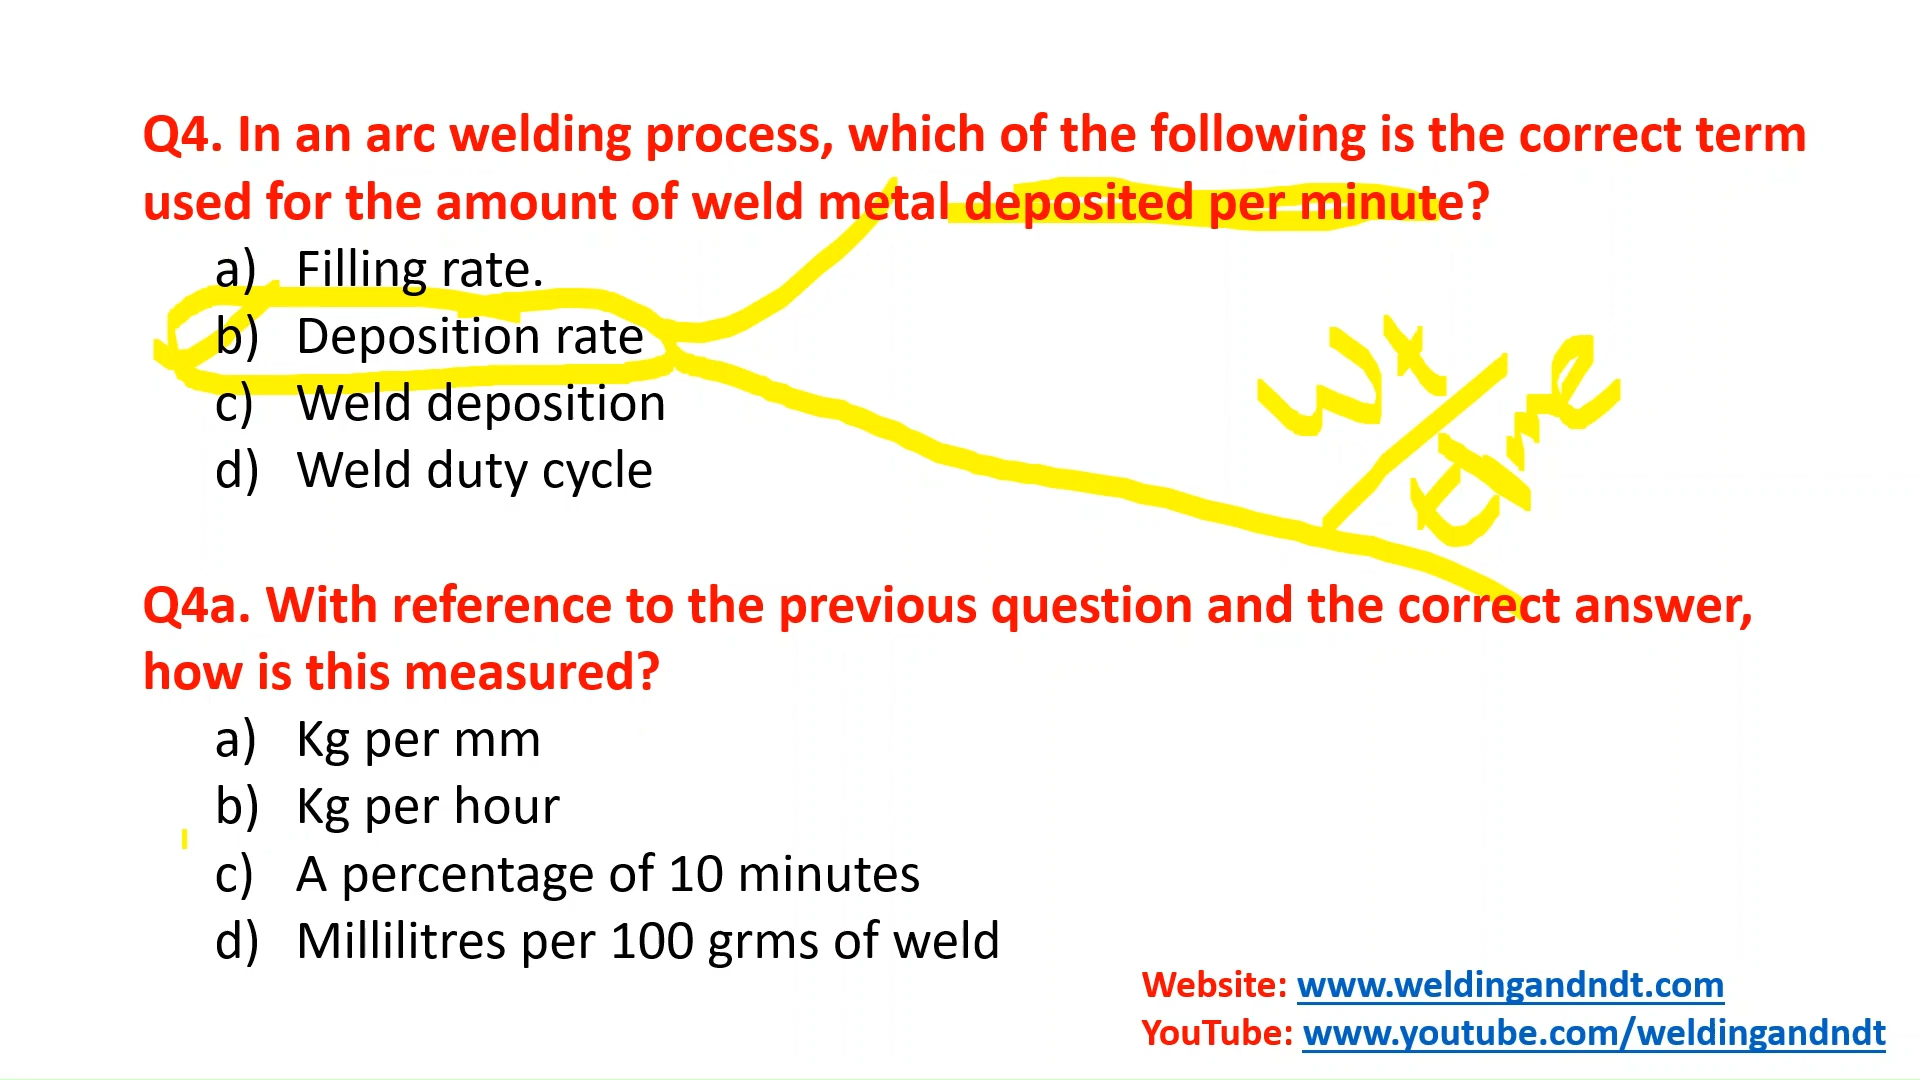 Q4. In an arc welding process, which of the following is the correct term
used for the amount of weld metal deposited per minute?
a) Filling rate.
b) Deposition rate
c) Weld deposition
d) Weld duty cycle
Wt
time
Q4a. With reference to the previous question and the correct answer,
how is this measured?
a) Kg per mm
b) Kg per hour
c) A percentage of 10 minutes
d) Millilitres per 100 grms of weld
Website: www.weldingandndt.com
YouTube: www.youtube.com/weldingandndt